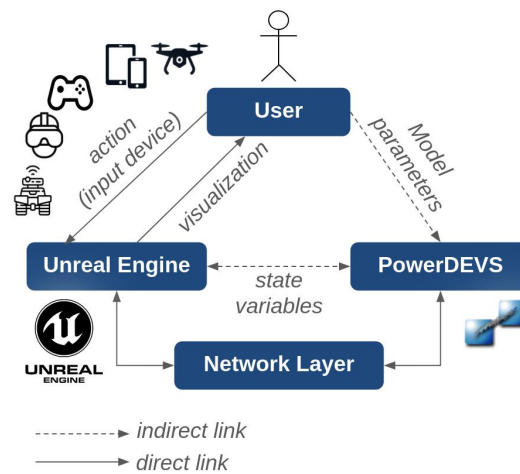 User
action
(input device)
visualization
Model
parameters
Unreal Engine
PowerDEVS
state
variables
UNREAL
ENGINE
Network Layer
indirect link
direct link